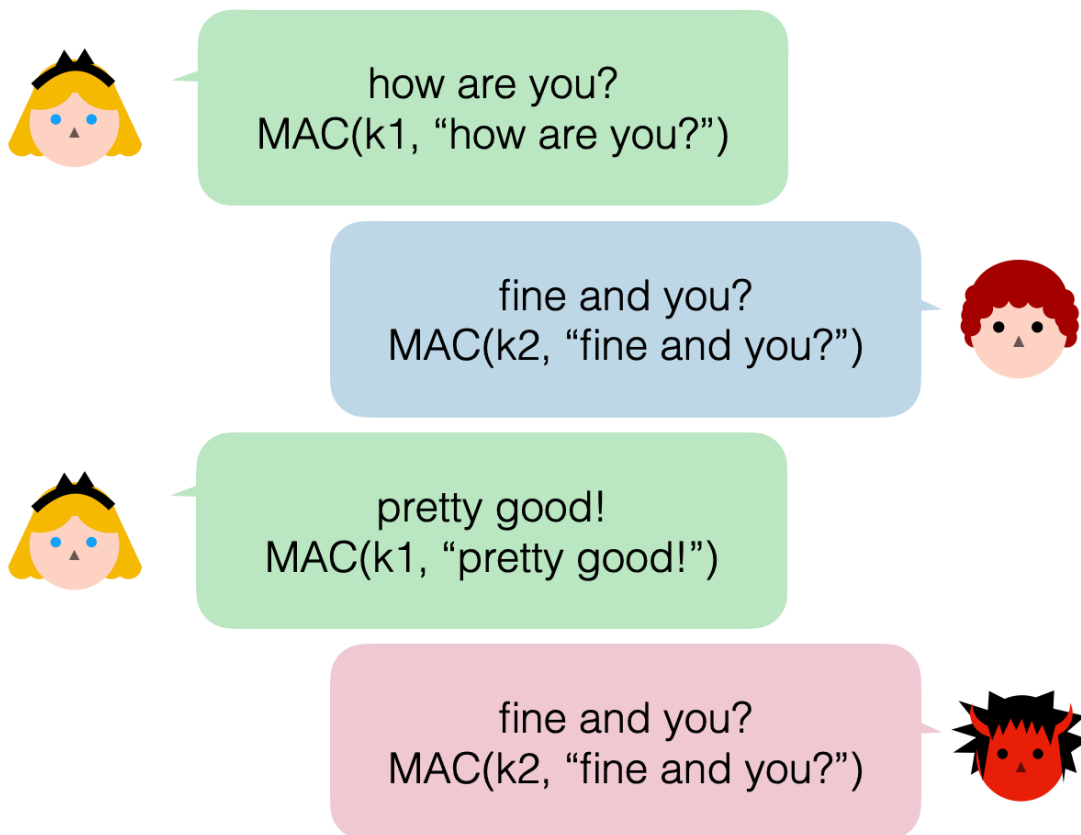 how are you?
MAC(k1, “how are you?”)
fine and you?
MAC(k2, “fine and you?”)
pretty good!
MAC(k1, “pretty good!”)
fine and you?
MAC(k2, “fine and you?”)